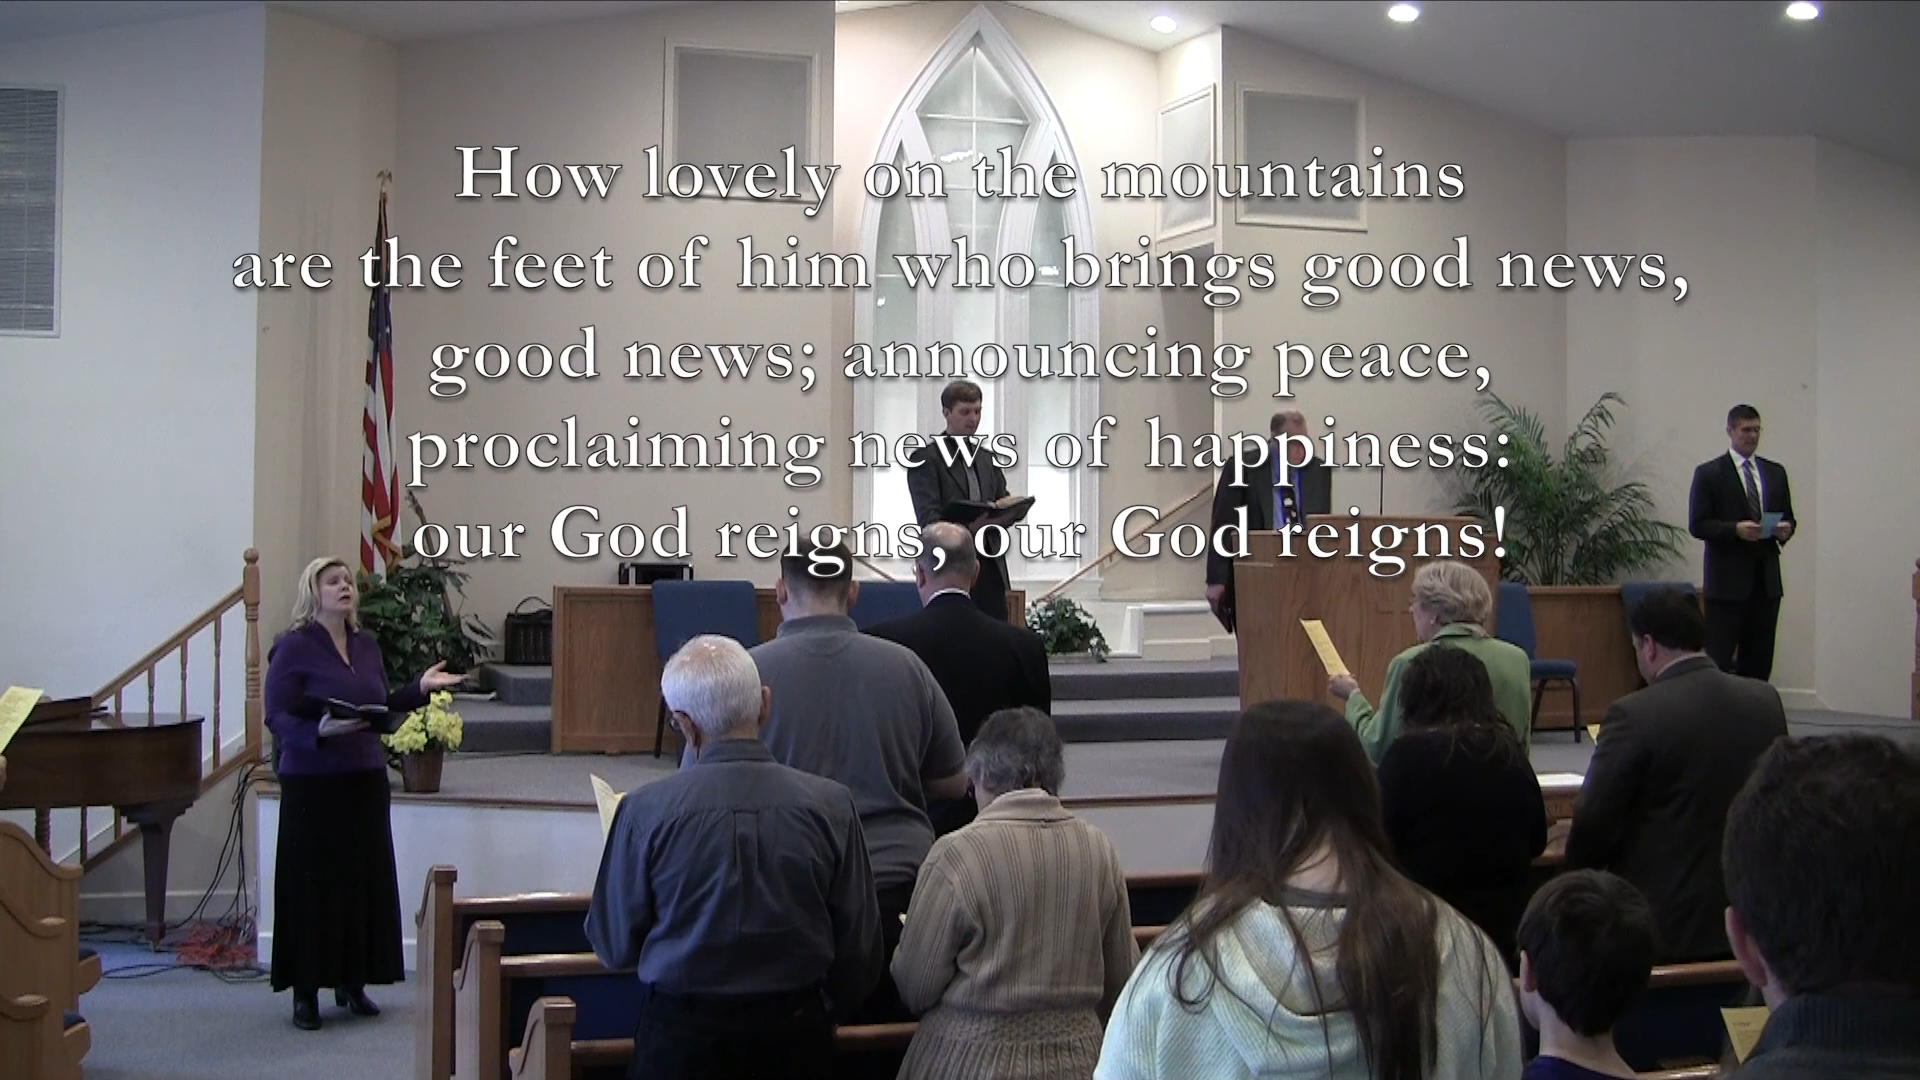 How lovely on the mountains
are the feet of him who brings good news,
good news; announcing peace,
proclaiming news of happiness:
our God reigns, our God reigns!